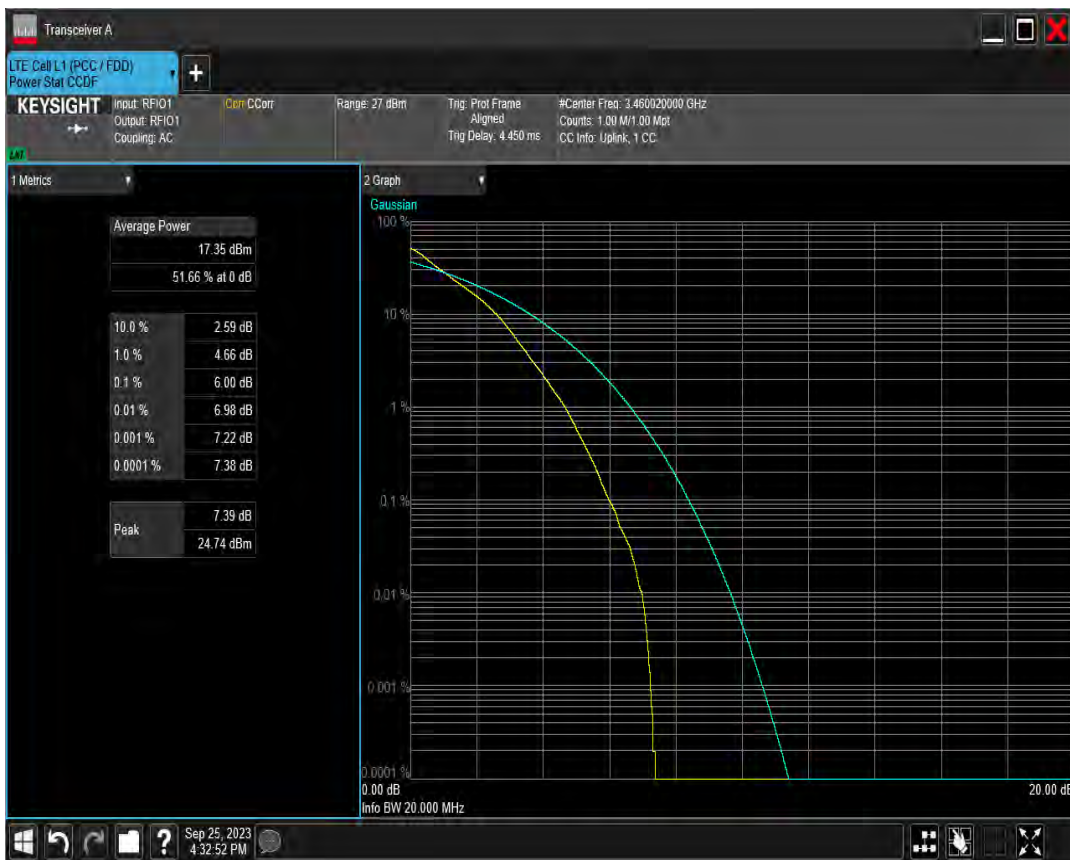 Transceiver A
LTE Cell L1 (PCC / FDD)
Power Stat CCDF
+
KEYSIGHT
Input: RFIO1
Output: RFIO1
Coupling: AC
Corr CCorr
Range: 27 dBm
Trig: Prot Frame
Aligned
Trig Delay: 4.450 ms
#Center Freq: 3.460020000 GHz
Counts: 1.00 M/1.00 Mpt
CC Info: Uplink, 1 CC
1 Metrics
Average Power
17.35 dBm
51.66 % at 0 dB
10.0 % 2.59 dB
1.0 % 4.66 dB
0.1 % 6.00 dB
0.01 % 6.98 dB
0.001 % 7.22 dB
0.0001 % 7.38 dB
Peak 7.39 dB
24.74 dBm
2 Graph
Gaussian
100 %
10 %
1 %
0.1 %
0.01 %
0.001 %
0.0001 %
0.00 dB 20.00 dB
Info BW 20.000 MHz
?
Sep 25, 2023
4:32:52 PM